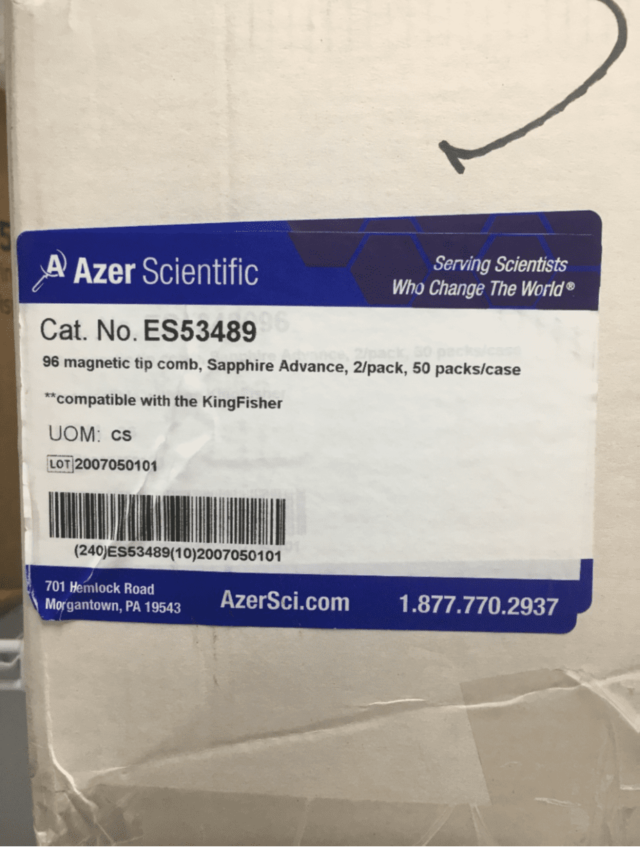 Azer Scientific
Serving Scientists
Who Change The World®
Cat. No. ES53489
96 magnetic tip comb, Sapphire Advance, 2/pack, 50 packs/case
**compatible with the KingFisher
UOM: CS
LOT 2007050101
(240)ES53489(10)2007050101
701 Hemlock Road
Morgantown, PA 19543
AzerSci.com
1.877.770.2937